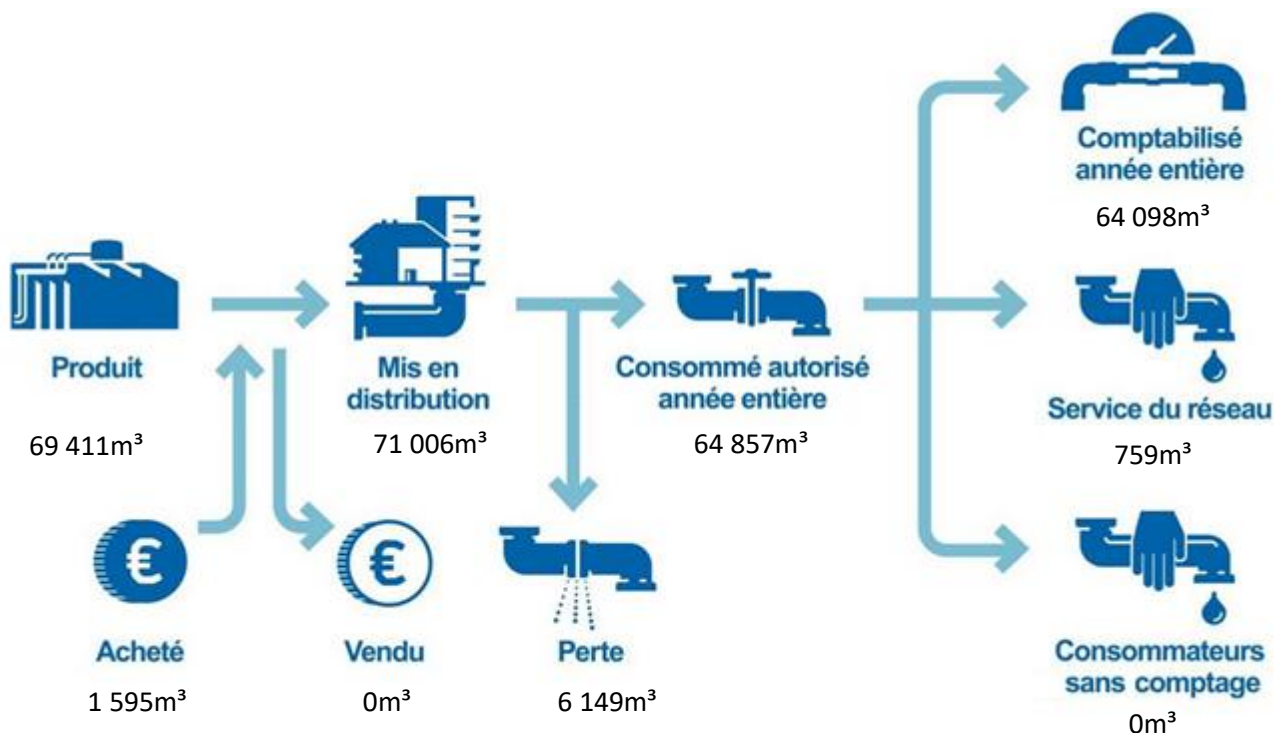 Produit
69 411m³
€
Acheté
1 595m³
€
Vendu
0m³
Mis en
distribution
71 006m³
Perte
6 149m³
Consommé autorisé
année entière
64 857m³
Comptabilisé
année entière
64 098m³
Service du réseau
759m³
Consommateurs
sans comptage
0m³